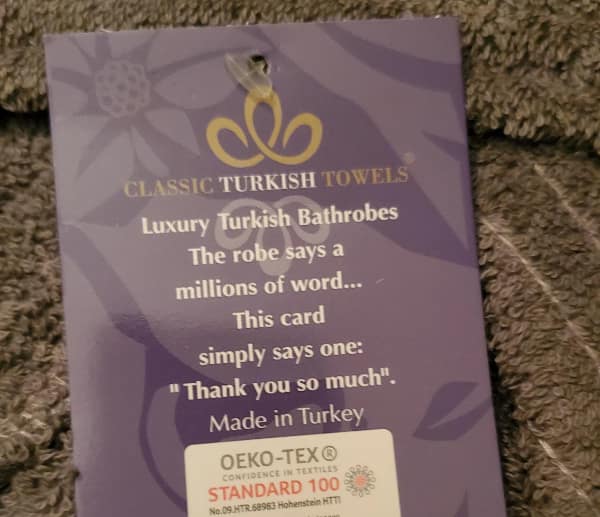 CLASSIC TURKISH TOWELS®
Luxury Turkish Bathrobes
The robe says a
millions of word...
This card
simply says one:
"Thank you so much".
Made in Turkey
OEKO-TEX®
CONFIDENCE IN TEXTILES
STANDARD 100
No.09.HTR.68983 Hohenstein HTTI